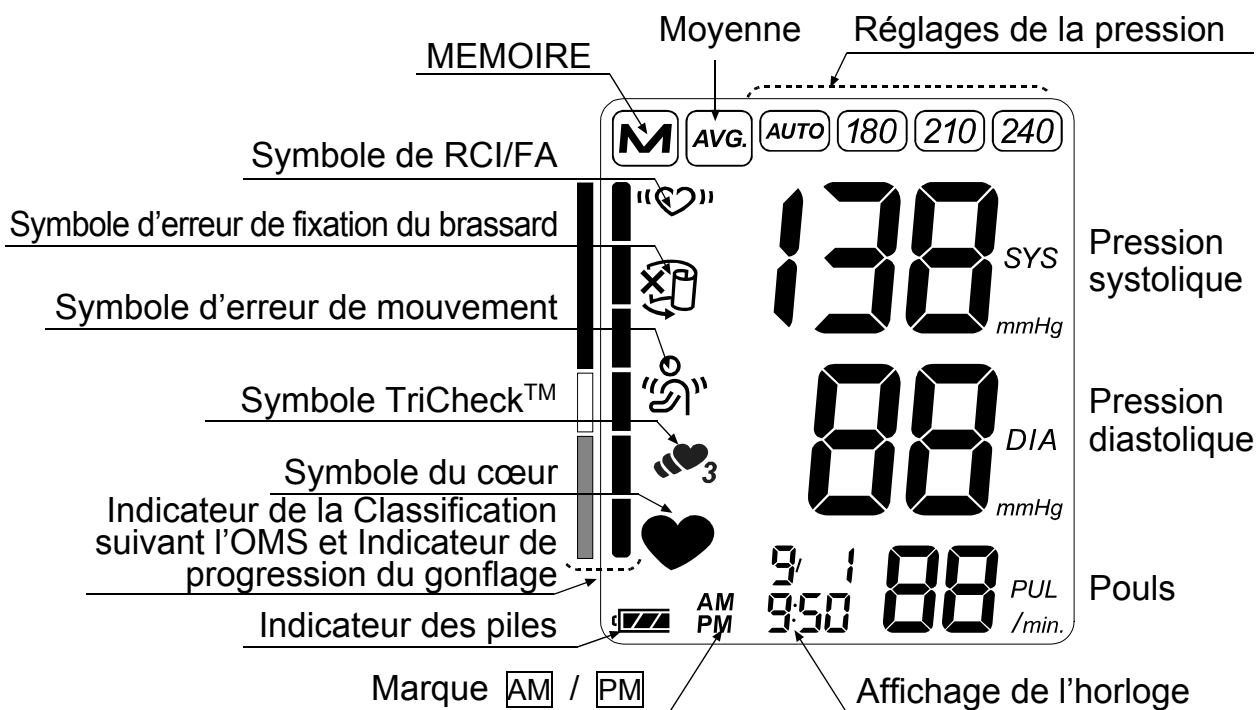 Moyenne
Réglages de la pression
MEMOIRE
M AVG. AUTO 180 210 240
Symbole de RCI/FA
Symbole d’erreur de fixation du brassard
138 SYS mmHg
Pression
systolique
Symbole d’erreur de mouvement
Symbole TriCheck™
88 DIA mmHg
Pression
diastolique
3
Symbole du cœur
Indicateur de la Classification
suivant l’OMS et Indicateur de
progression du gonflage
9/ 1
88 PUL /min.
Pouls
Indicateur des piles
AM
PM
9:50
Marque AM / PM
Affichage de l’horloge